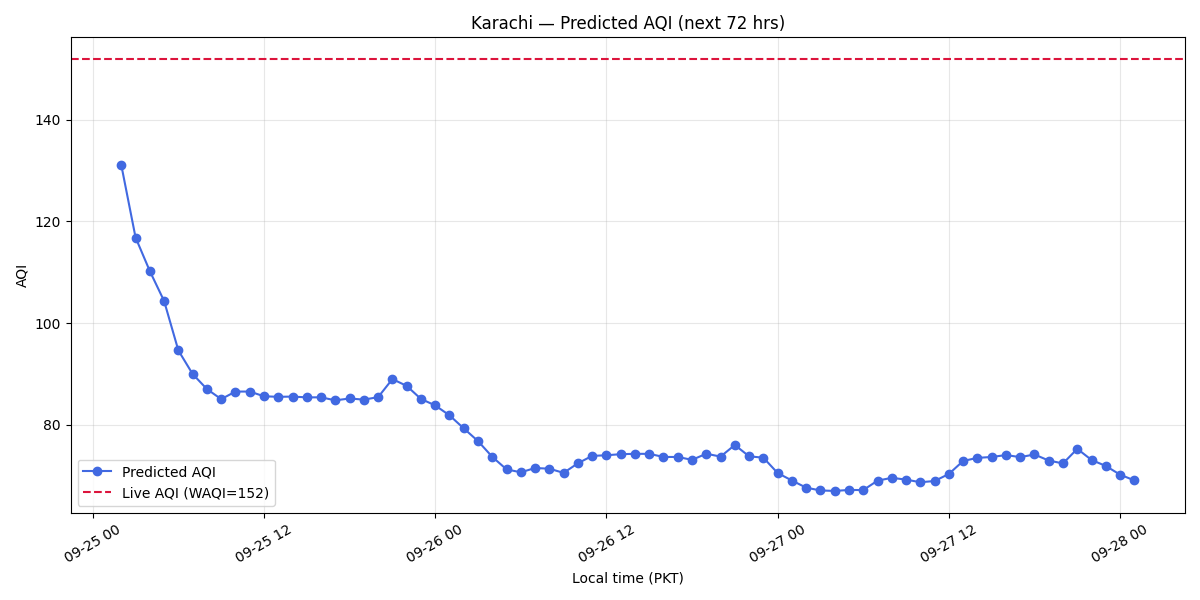 Karachi — Predicted AQI (next 72 hrs)
AQI
140
120
100
80
Predicted AQI
Live AQI (WAQI=152)
09-25 00
09-25 12
09-26 00
09-26 12
09-27 00
09-27 12
09-28 00
Local time (PKT)